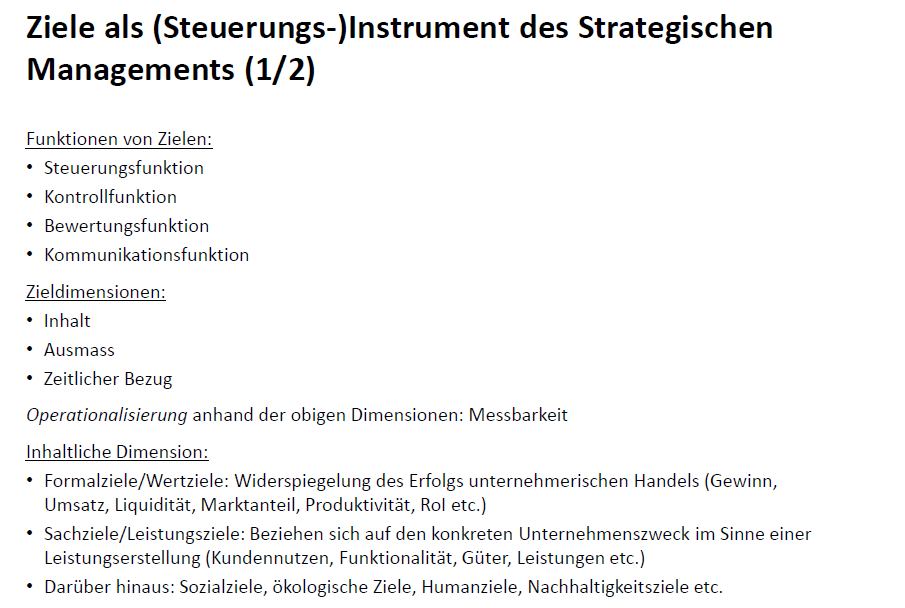 Ziele als (Steuerungs-)Instrument des Strategischen
Managements (1/2)
Funktionen von Zielen:
• Steuerungsfunktion
• Kontrollfunktion
• Bewertungsfunktion
• Kommunikationsfunktion
Zieldimensionen:
• Inhalt
• Ausmass
• Zeitlicher Bezug
Operationalisierung anhand der obigen Dimensionen: Messbarkeit
Inhaltliche Dimension:
• Formalziele/Wertziele: Widerspiegelung des Erfolgs unternehmerischen Handels (Gewinn,
Umsatz, Liquidität, Marktanteil, Produktivität, RoI etc.)
• Sachziele/Leistungsziele: Beziehen sich auf den konkreten Unternehmenszweck im Sinne einer
Leistungserstellung (Kundennutzen, Funktionalität, Güter, Leistungen etc.)
• Darüber hinaus: Sozialziele, ökologische Ziele, Humanziele, Nachhaltigkeitsziele etc.